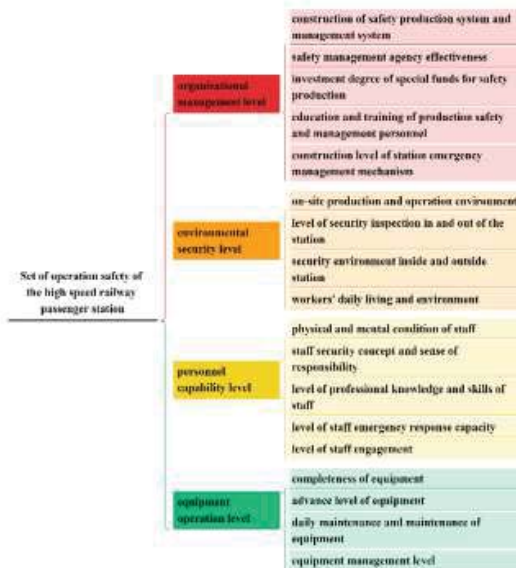 Set of operation safety of
the high speed railway
passenger station
organizational
management level
construction of safety production system and
management system
safety management agency effectiveness
investment degree of special funds for safety
production
education and training of production safety
and management personnel
construction level of station emergency
management mechanism
environmental
security level
on-site production and operation environment
level of security inspection in and out of the
station
security environment inside and outside
station
workers' daily living and environment
personnel
capability level
physical and mental condition of staff
staff security concept and sense of
responsibility
level of professional knowledge and skills of
staff
level of staff emergency response capacity
level of staff engagement
equipment
operation level
completeness of equipment
advance level of equipment
daily maintenance and maintenance of
equipment
equipment management level